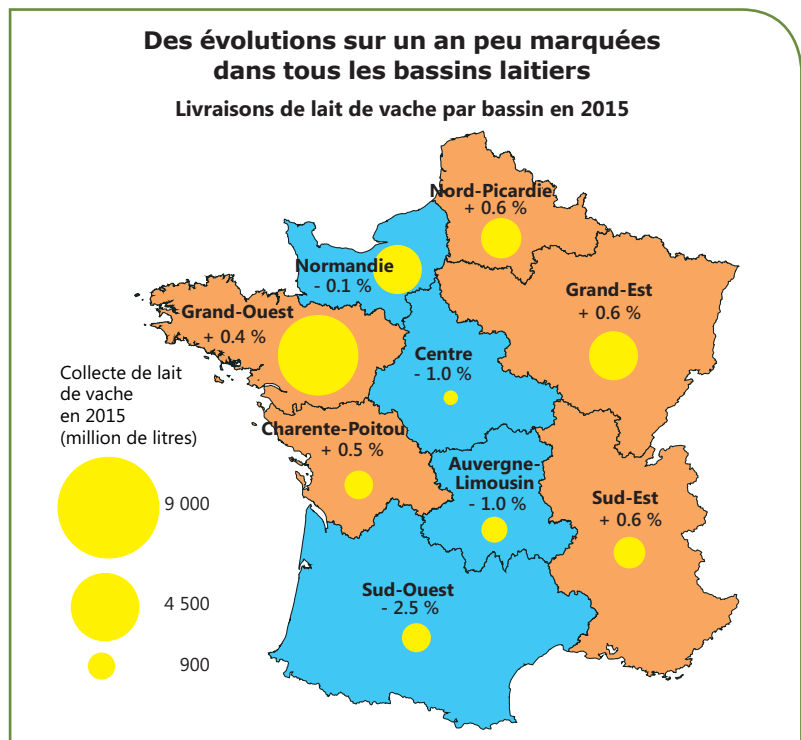 Des évolutions sur un an peu marquées
dans tous les bassins laitiers
Livraisons de lait de vache par bassin en 2015
Nord-Picardie
+ 0.6 %
Normandie
- 0.1 %
Grand-Est
+ 0.6 %
Grand-Ouest
+ 0.4 %
Centre
- 1.0 %
Collecte de lait
de vache
en 2015
(million de litres)
Charente-Poitou
+ 0.5 %
Auvergne-
Limousin
- 1.0 %
Sud-Est
+ 0.6 %
9 000
Sud-Ouest
- 2.5 %
4 500
900